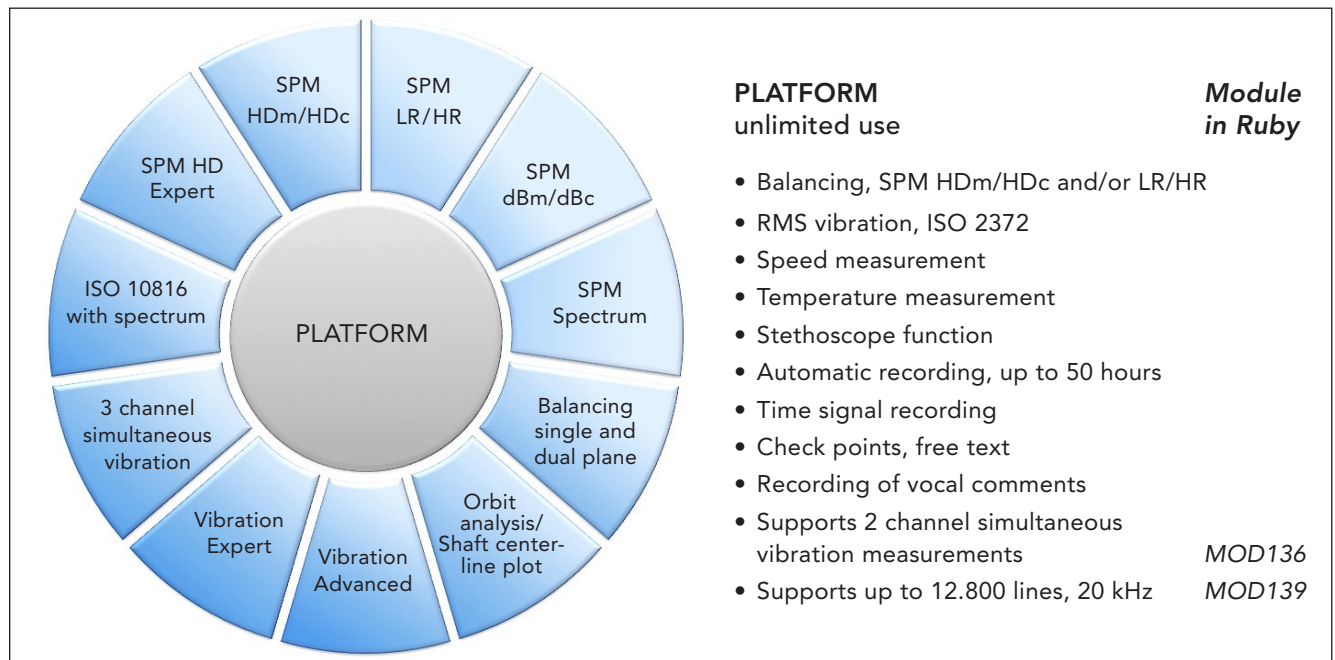 SPM
HDm/HDc
SPM
LR/HR
SPM
dBm/dBc
SPM
Spectrum
Balancing
single and
dual plane
Orbit
analysis/
Shaft center-
line plot
Vibration
Advanced
Vibration
Expert
3 channel
simultaneous
vibration
ISO 10816
with spectrum
SPM HD
Expert
PLATFORM
PLATFORM Module
unlimited use in Ruby
• Balancing, SPM HDm/HDc and/or LR/HR
• RMS vibration, ISO 2372
• Speed measurement
• Temperature measurement
• Stethoscope function
• Automatic recording, up to 50 hours
• Time signal recording
• Check points, free text
• Recording of vocal comments
• Supports 2 channel simultaneous
vibration measurements MOD136
• Supports up to 12.800 lines, 20 kHz MOD139